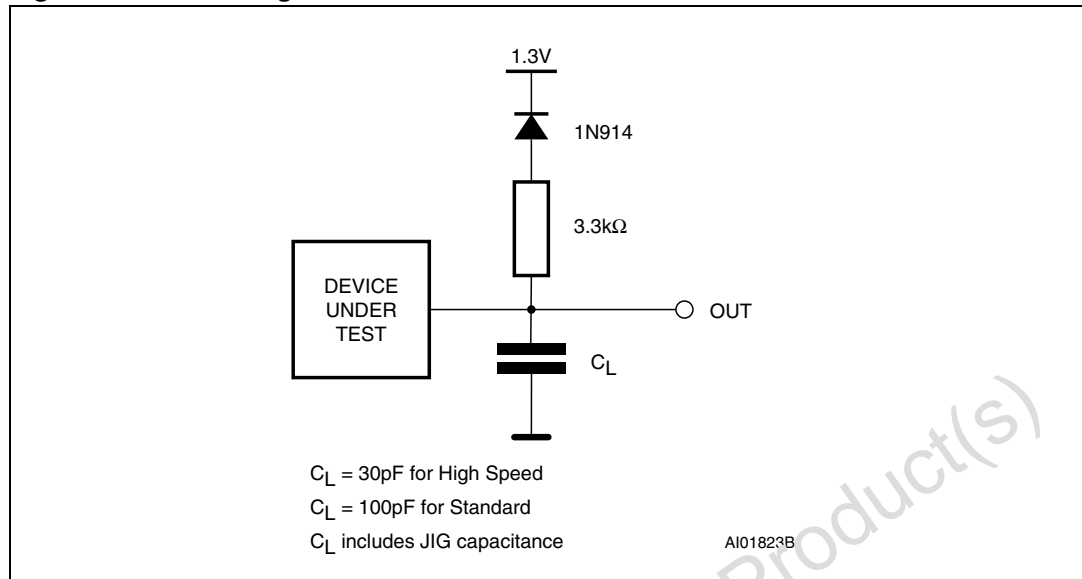 1.3V
1N914
3.3kΩ
DEVICE
UNDER
TEST
OUT
CL
CL = 30pF for High Speed
CL = 100pF for Standard
CL includes JIG capacitance
AI01823B
Product(s)